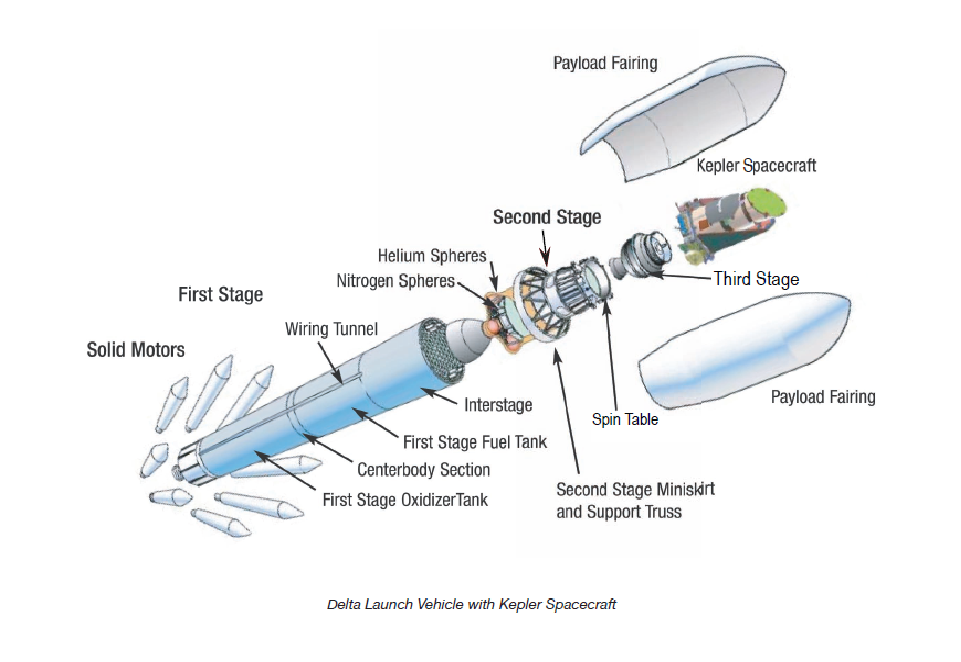 Payload Fairing
Kepler Spacecraft
Second Stage
Helium Spheres
Nitrogen Spheres
Third Stage
First Stage
Wiring Tunnel
Solid Motors
Payload Fairing
Interstage
Spin Table
First Stage Fuel Tank
Centerbody Section
First Stage OxidizerTank
Second Stage Miniskirt
and Support Truss
Delta Launch Vehicle with Kepler Spacecraft